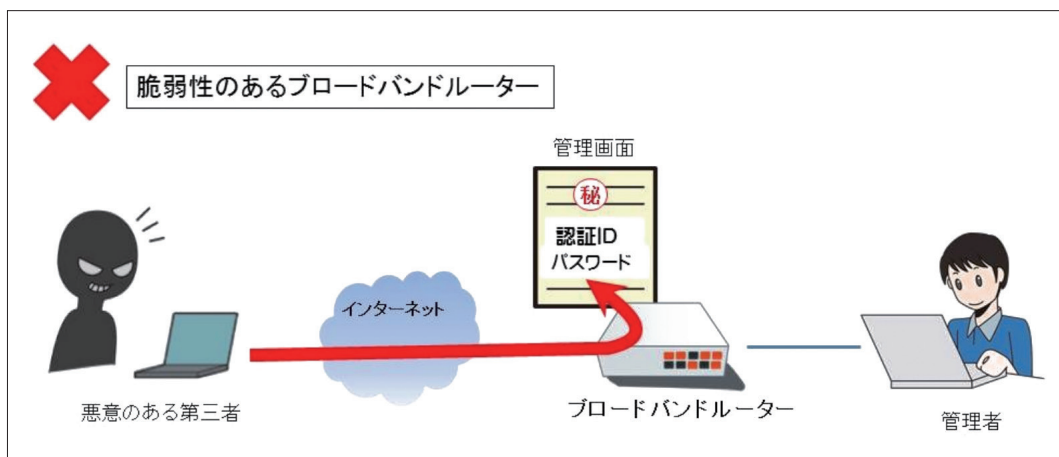 脆弱性のあるブロードバンドルーター
管理画面
秘
認証ID
パスワード
インターネット
悪意のある第三者
ブロードバンドルーター
管理者